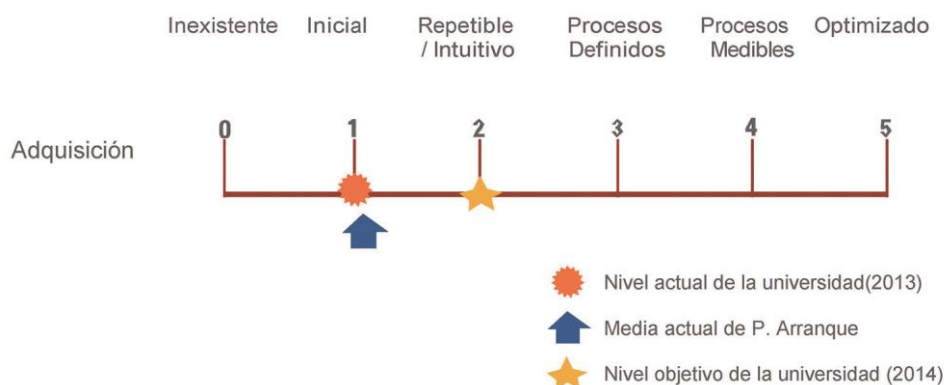 Inexistente Inicial Repetible Procesos Procesos Optimizado
/ Intuitivo Definidos Medibles
0 1 2 3 4 5
Adquisición
Nivel actual de la universidad(2013)
Media actual de P. Arranque
Nivel objetivo de la universidad (2014)